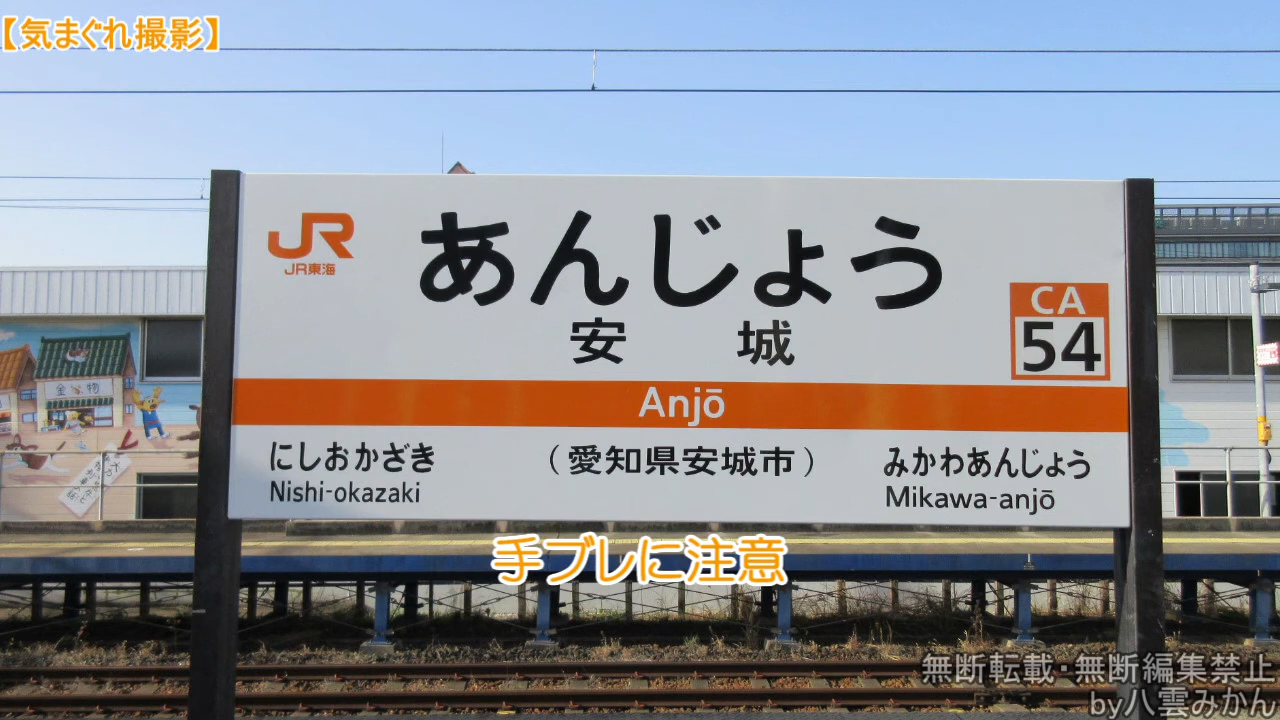 【気まぐれ撮影】
JR
JR東海
あんじょう
安城
CA
54
Anjō
にしおかざき
Nishi-okazaki
（愛知県安城市）
みかわあんじょう
Mikawa-anjō
金物
手ブレに注意
無断転載・無断編集禁止
by八雲みかん